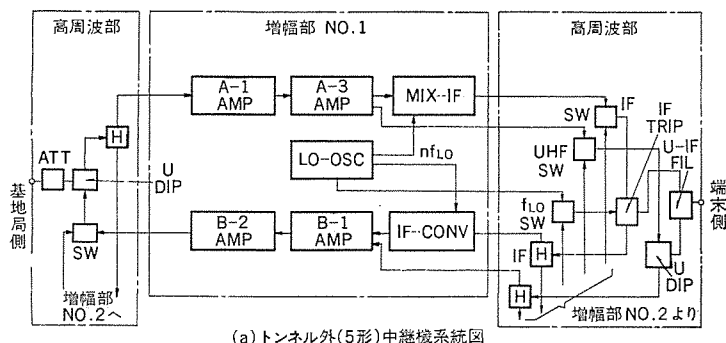 高周波部
増幅部 NO.1
高周波部
A-1
AMP
A-3
AMP
MIX-IF
H
SW
IF
IF
TRIP
ATT
U
DIP
LO-OSC
nfLO
UHF
SW
U-IF
FIL
基地局側
端末側
fLO
SW
B-2
AMP
B-1
AMP
IF-CONV
SW
IF
H
U
DIP
H
増幅部
NO.2へ
増幅部 NO.2より
(a)トンネル外(5形)中継機系統図